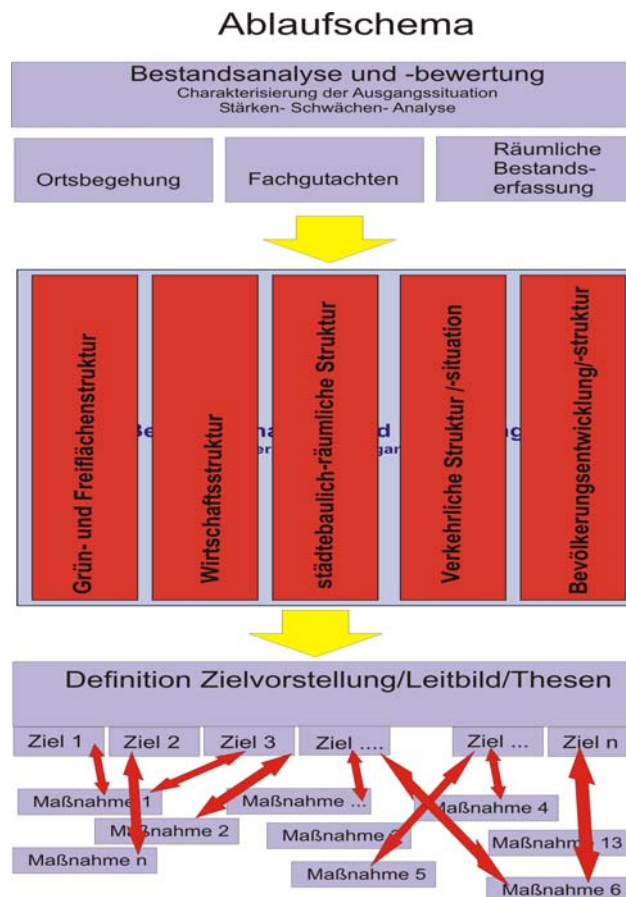 Ablaufschema
Bestandsanalyse und -bewertung
Charakterisierung der Ausgangssituation
Stärken- Schwächen- Analyse
Ortsbegehung
Fachgutachten
Räumliche
Bestands-
erfassung
Grün- und Freiflächenstruktur
Wirtschaftsstruktur
städtebaulich-räumliche Struktur
Verkehrliche Struktur /-situation
Bevölkerungsentwicklung/-struktur
Definition Zielvorstellung/Leitbild/Thesen
Ziel 1
Ziel 2
Ziel 3
Ziel ....
Ziel ...
Ziel n
Maßnahme 1
Maßnahme ...
Maßnahme 4
Maßnahme 2
Maßnahme
Maßnahme 13
Maßnahme n
Maßnahme 5
Maßnahme 6